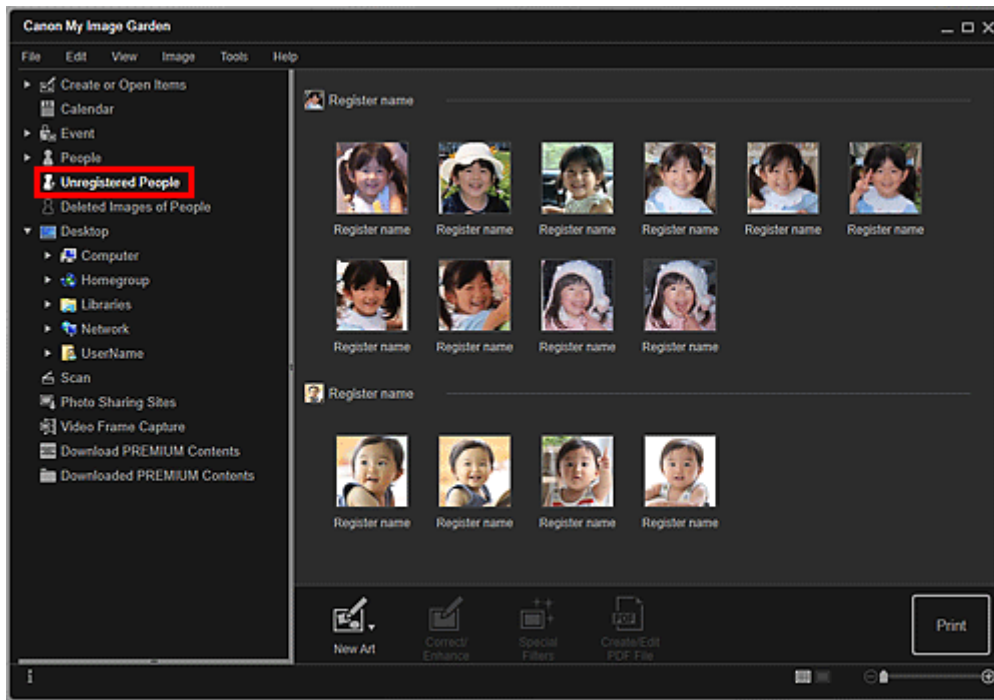 Canon My Image Garden
File Edit View Image Tools Help
Create or Open Items
Calendar
Event
People
Unregistered People
Deleted Images of People
Desktop
Computer
Homegroup
Libraries
Network
UserName
Scan
Photo Sharing Sites
Video Frame Capture
Download PREMIUM Contents
Downloaded PREMIUM Contents
Register name
Register name Register name Register name Register name Register name Register name
Register name Register name Register name Register name
Register name
Register name Register name Register name Register name
New Art
Correct/
Enhance
Special
Filters
PDF
Create/Edit
PDF File
Print